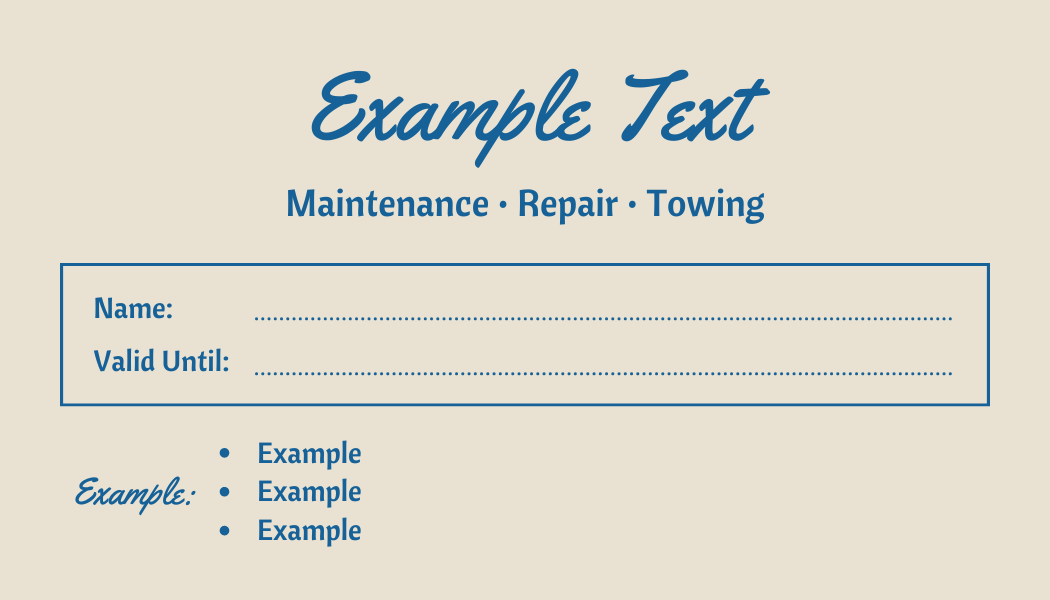 Example Text
Maintenance · Repair · Towing
Name:
Valid Until:
Example:
• Example
• Example
• Example